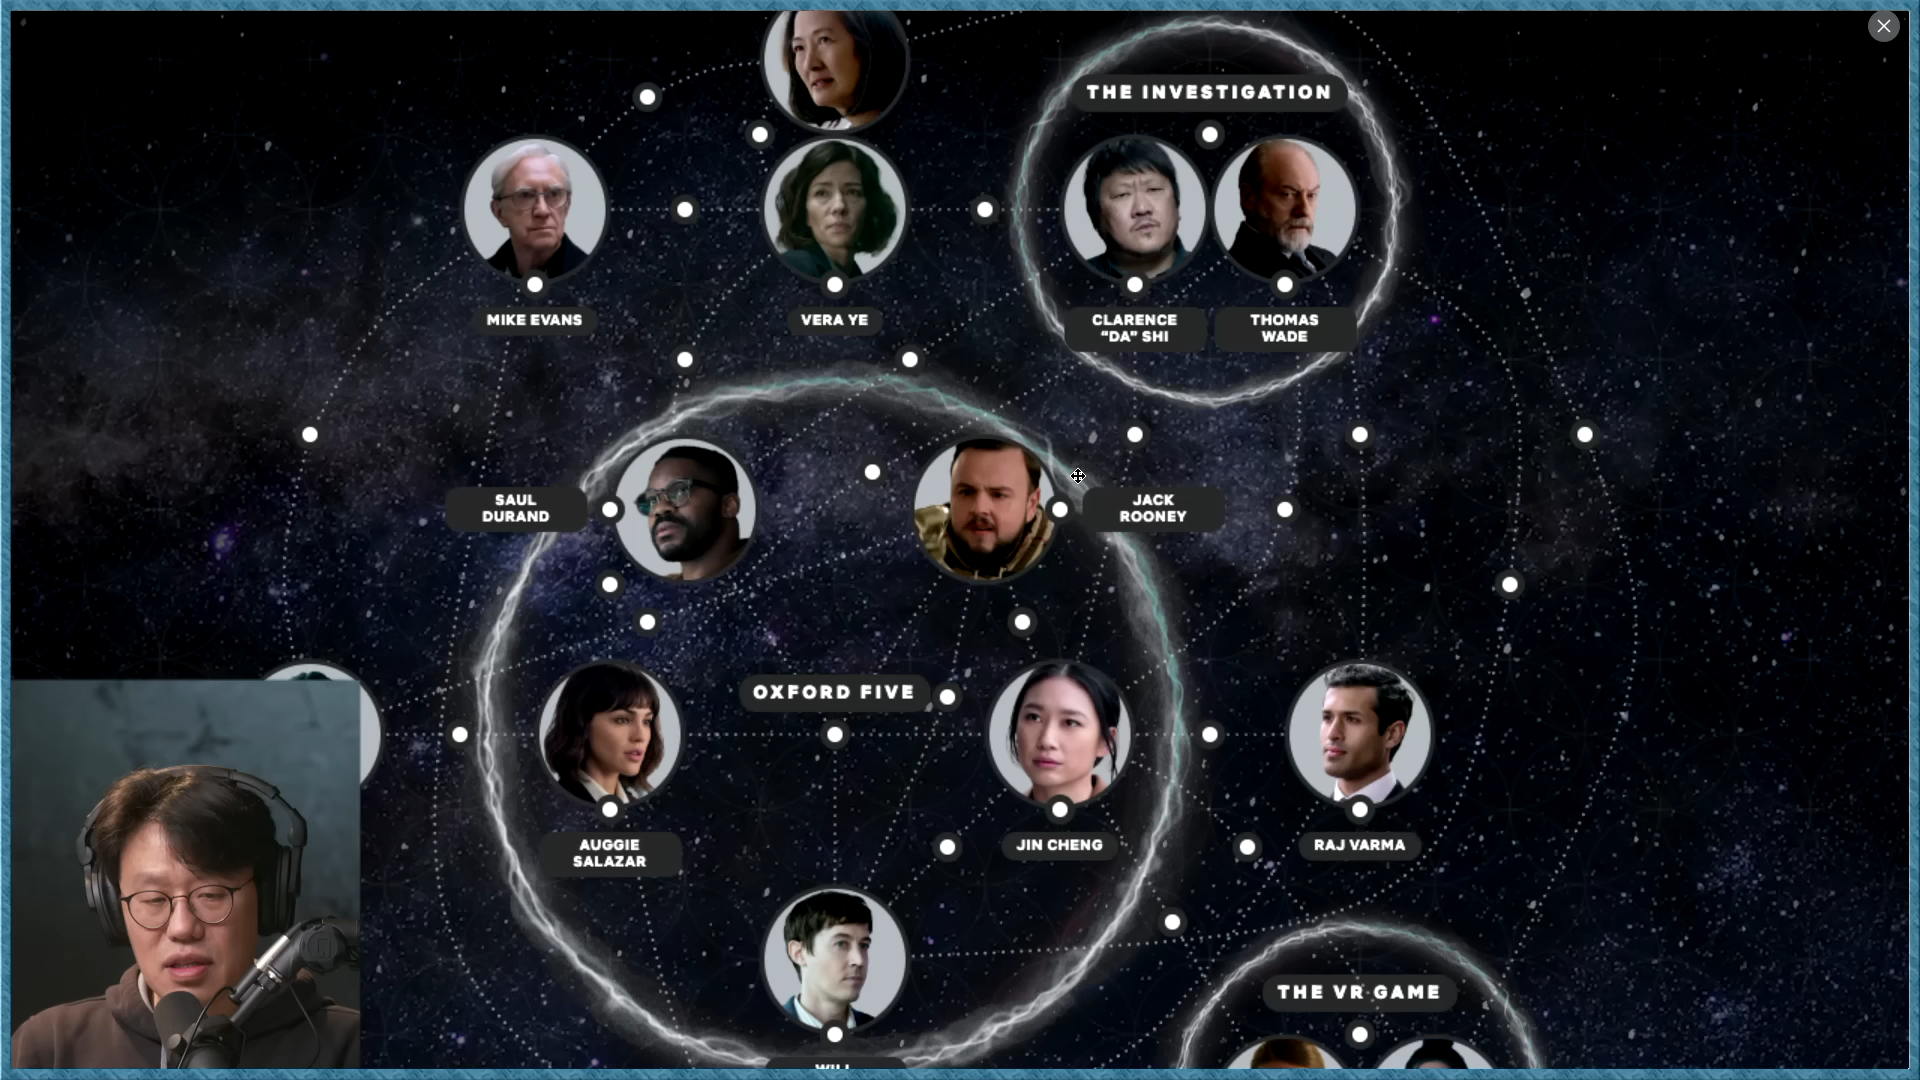 THE INVESTIGATION
MIKE EVANS
VERA YE
CLARENCE
“DA” SHI
THOMAS
WADE
SAUL
DURAND
JACK
ROONEY
OXFORD FIVE
AUGGIE
SALAZAR
JIN CHENG
RAJ VARMA
THE VR GAME
WILL